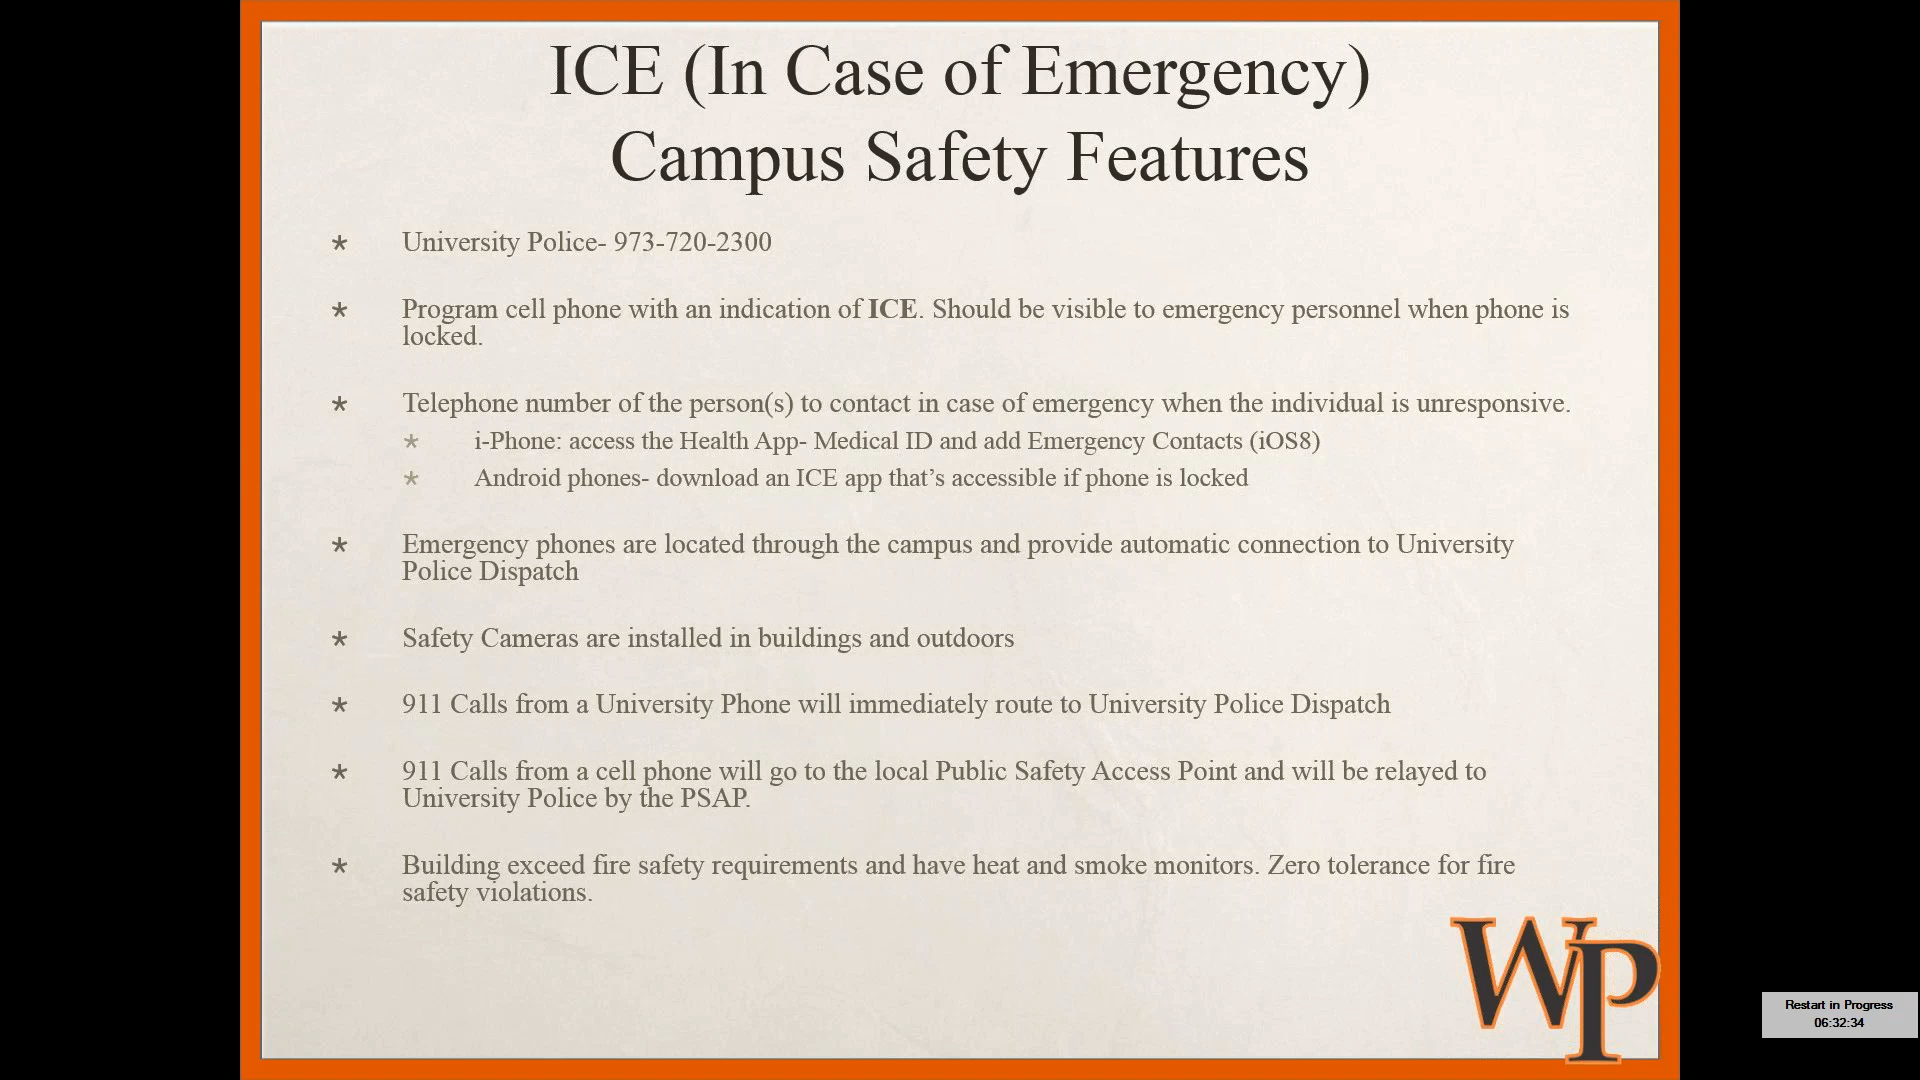 ICE (In Case of Emergency)
Campus Safety Features
* University Police- 973-720-2300
* Program cell phone with an indication of ICE. Should be visible to emergency personnel when phone is
locked.
* Telephone number of the person(s) to contact in case of emergency when the individual is unresponsive.
* i-Phone: access the Health App- Medical ID and add Emergency Contacts (iOS8)
* Android phones- download an ICE app that’s accessible if phone is locked
* Emergency phones are located through the campus and provide automatic connection to University
Police Dispatch
* Safety Cameras are installed in buildings and outdoors
* 911 Calls from a University Phone will immediately route to University Police Dispatch
* 911 Calls from a cell phone will go to the local Public Safety Access Point and will be relayed to
University Police by the PSAP.
* Building exceed fire safety requirements and have heat and smoke monitors. Zero tolerance for fire
safety violations.
WP
Restart in Progress
06:32:34